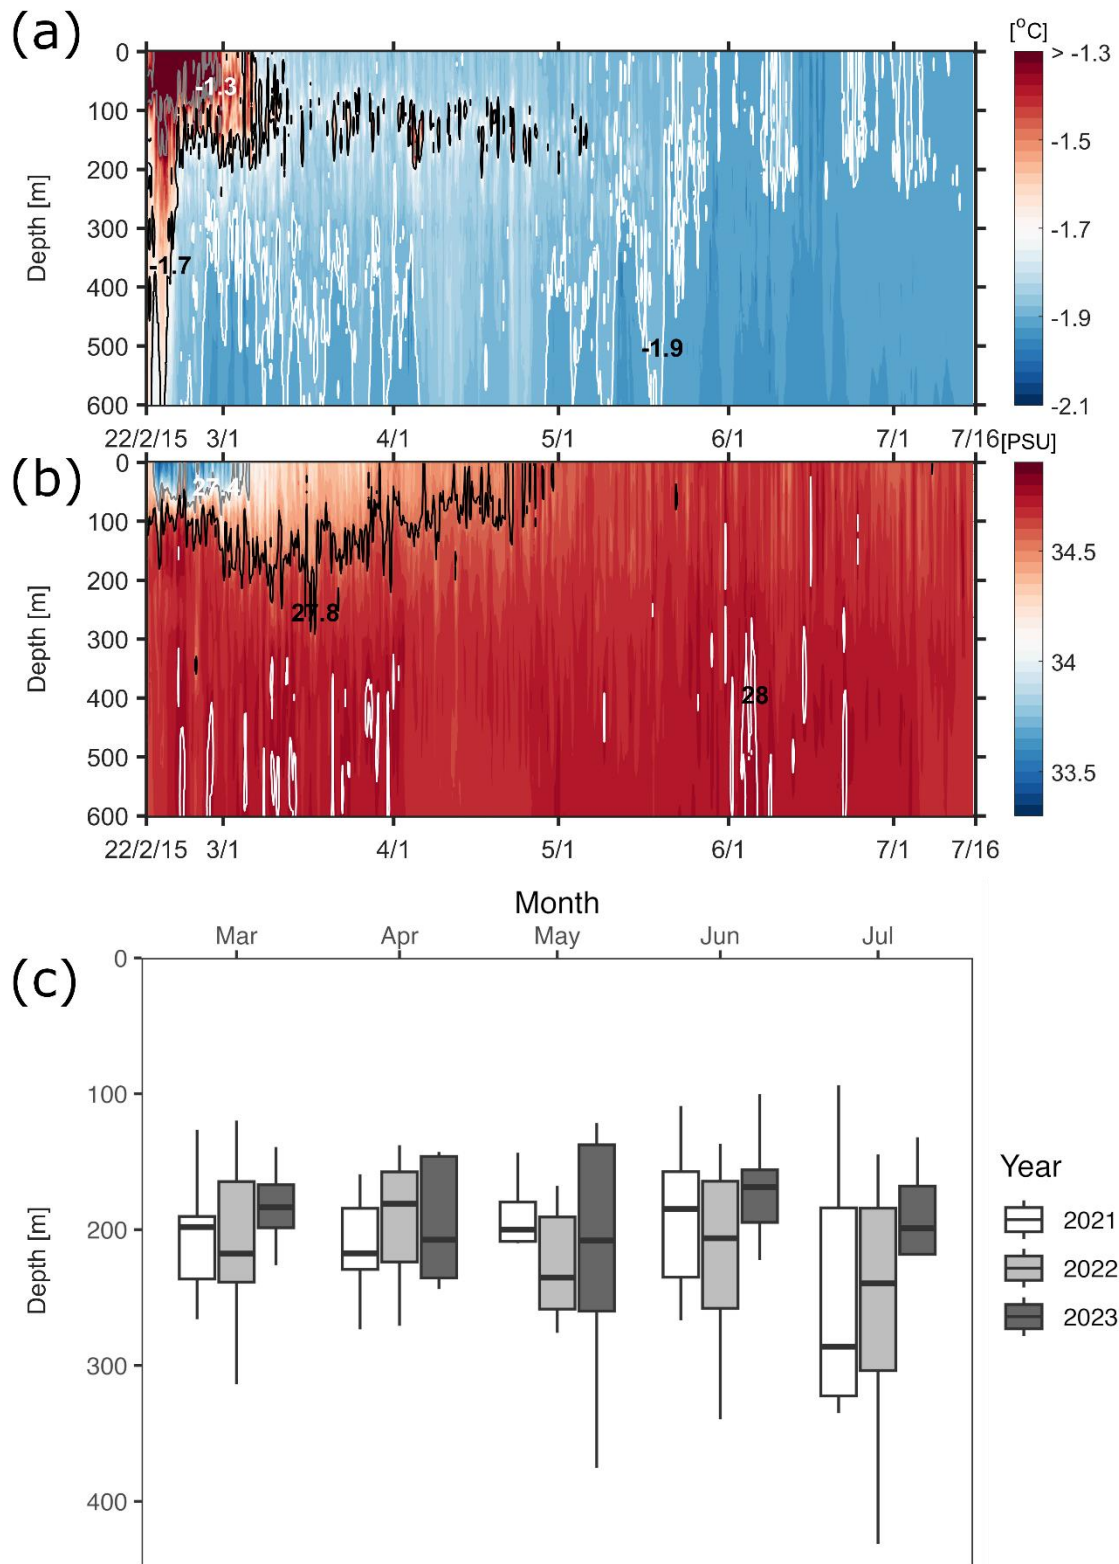 (a)
[°C]
0
100
200
300
400
500
600
Depth [m]
-1.3
-1.7
-1.9
> -1.3
-1.5
-1.7
-1.9
-2.1
22/2/15 3/1 4/1 5/1 6/1 7/1 7/16
[PSU]
(b)
0
100
200
300
400
500
600
Depth [m]
27.4
27.8
28
34.5
34
33.5
22/2/15 3/1 4/1 5/1 6/1 7/1 7/16
Month
Mar Apr May Jun Jul
(c)
0
100
200
300
400
Depth [m]
Year
2021
2022
2023